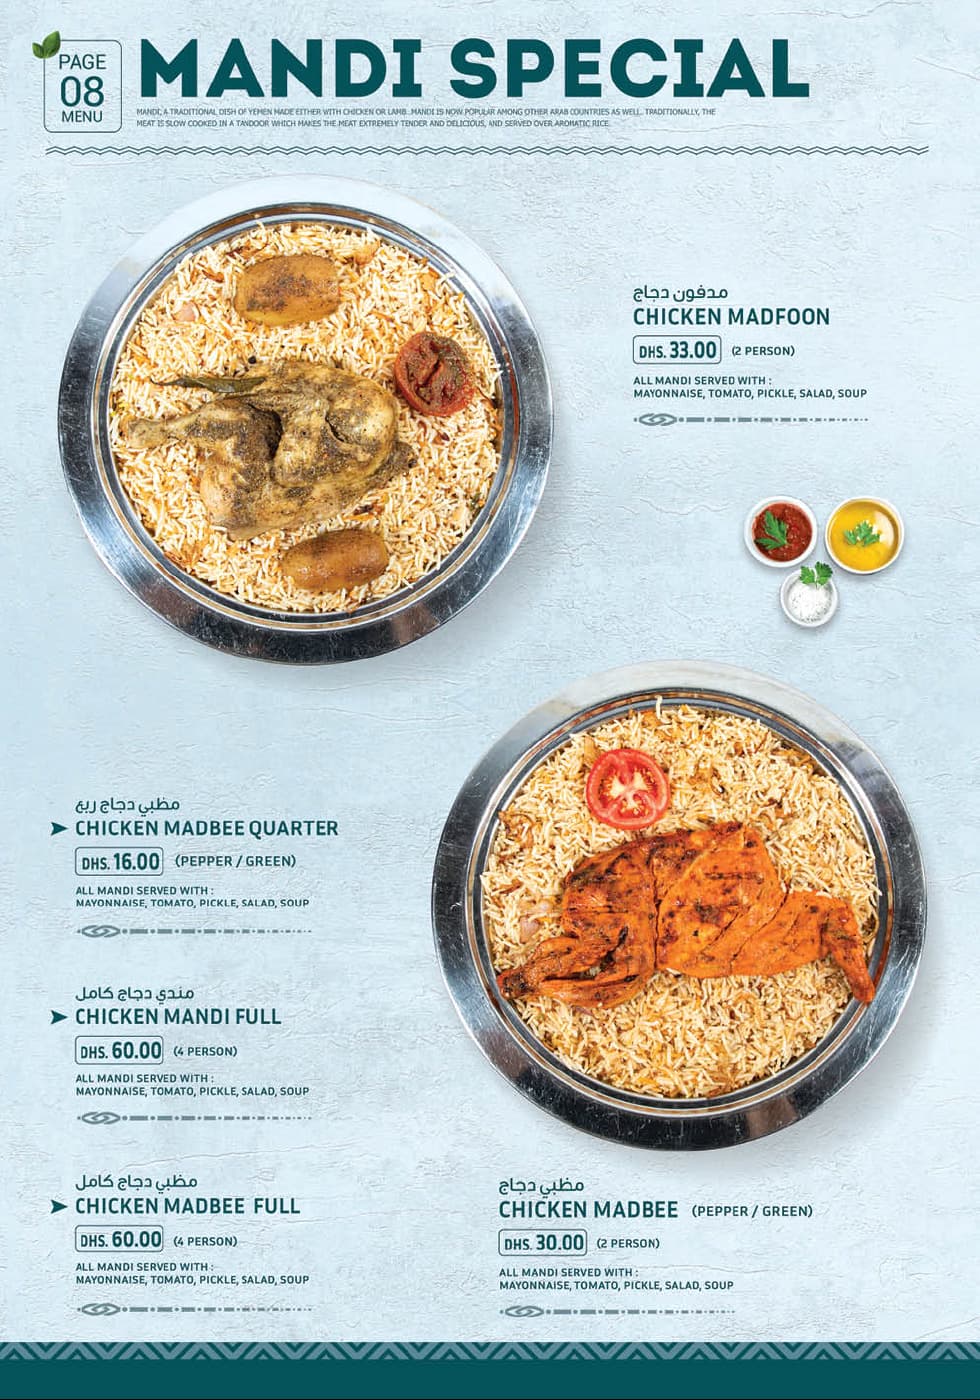 PAGE
08
MENU
MANDI SPECIAL
MANDI, A TRADITIONAL DISH OF YEMEN MADE EITHER WITH CHICKEN OR LAMB. MANDI IS NOW POPULAR AMONG OTHER ARAB COUNTRIES AS WELL. TRADITIONALLY, THE
MEAT IS SLOW COOKED IN A TANDOOR WHICH MAKES THE MEAT EXTREMELY TENDER AND DELICIOUS, AND SERVED OVER AROMATIC RICE.
مدفون دجاج
CHICKEN MADFOON
DHS. 33.00 (2 PERSON)
ALL MANDI SERVED WITH :
MAYONNAISE, TOMATO, PICKLE, SALAD, SOUP
مظبي دجاج ربع
CHICKEN MADBEE QUARTER
DHS. 16.00 (PEPPER / GREEN)
ALL MANDI SERVED WITH :
MAYONNAISE, TOMATO, PICKLE, SALAD, SOUP
مندي دجاج كامل
CHICKEN MANDI FULL
DHS. 60.00 (4 PERSON)
ALL MANDI SERVED WITH :
MAYONNAISE, TOMATO, PICKLE, SALAD, SOUP
مظبي دجاج كامل
CHICKEN MADBEE FULL
DHS. 60.00 (4 PERSON)
ALL MANDI SERVED WITH :
MAYONNAISE, TOMATO, PICKLE, SALAD, SOUP
مظبي دجاج
CHICKEN MADBEE (PEPPER / GREEN)
DHS. 30.00 (2 PERSON)
ALL MANDI SERVED WITH :
MAYONNAISE, TOMATO, PICKLE, SALAD, SOUP